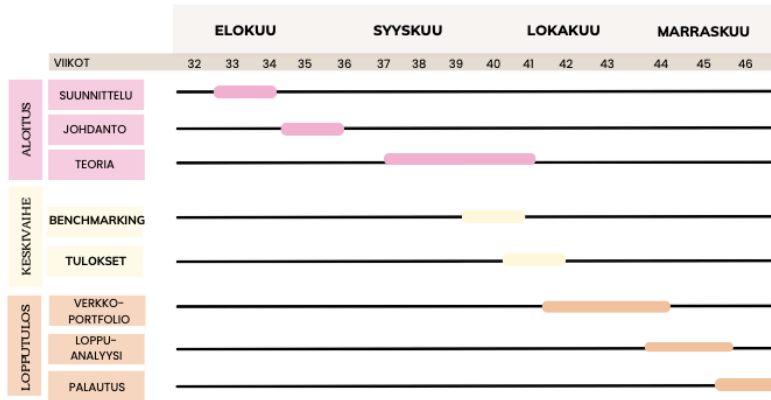 ELOKUU SYYSKUU LOKAKUU MARRASKUU
VIIKOT 32 33 34 35 36 37 38 39 40 41 42 43 44 45 46
ALOITUS
SUUNNITTELU
JOHDANTO
TEORIA
KESKIVAIHE
BENCHMARKING
TULOKSET
LOPPUTULOS
VERKKO-
PORTFOLIO
LOPPU-
ANALYYSI
PALAUTUS